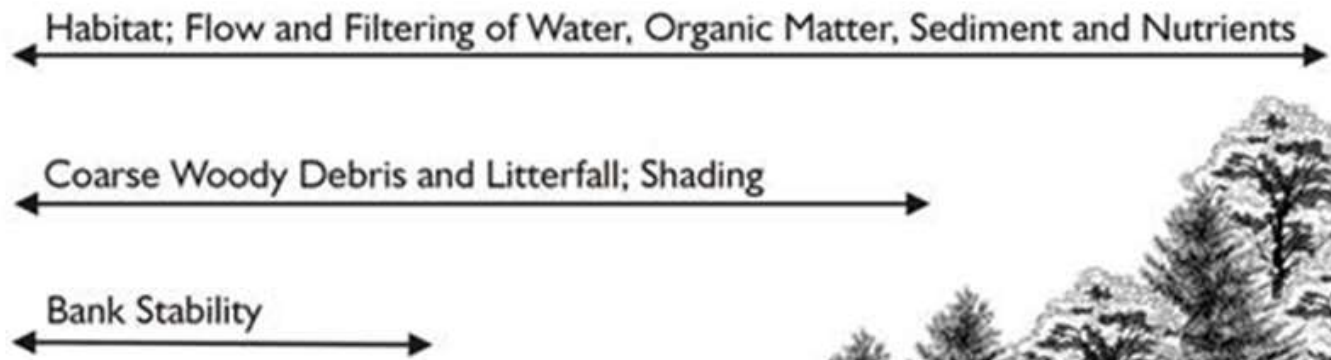 Habitat; Flow and Filtering of Water, Organic Matter, Sediment and Nutrients
Coarse Woody Debris and Litterfall; Shading
Bank Stability